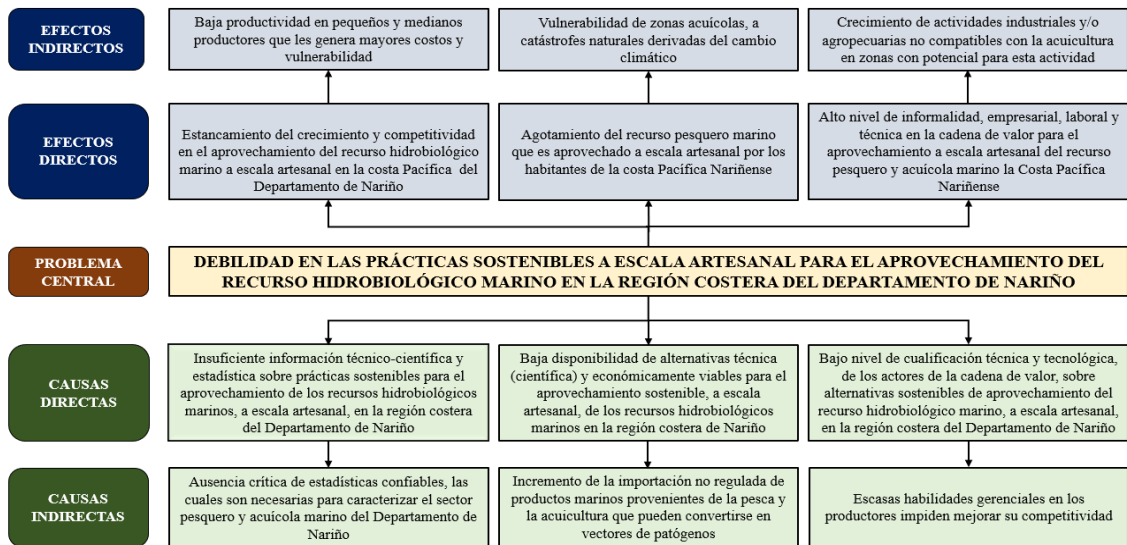 EFECTOS
INDIRECTOS
Baja productividad en pequeños y medianos
productores que les genera mayores costos y
vulnerabilidad
Vulnerabilidad de zonas acuícolas, a
catástrofes naturales derivadas del cambio
climático
Crecimiento de actividades industriales y/o
agropecuarias no compatibles con la acuicultura
en zonas con potencial para esta actividad
EFECTOS
DIRECTOS
Estancamiento del crecimiento y competitividad
en el aprovechamiento del recurso hidrobiológico
marino a escala artesanal en la costa Pacífica del
Departamento de Nariño
Agotamiento del recurso pesquero marino
que es aprovechado a escala artesanal por los
habitantes de la costa Pacífica Nariñense
Alto nivel de informalidad, empresarial, laboral y
técnica en la cadena de valor para el
aprovechamiento a escala artesanal del recurso
pesquero y acuícola marino la Costa Pacífica
Nariñense
PROBLEMA
CENTRAL
DEBILIDAD EN LAS PRÁCTICAS SOSTENIBLES A ESCALA ARTESANAL PARA EL APROVECHAMIENTO DEL
RECURSO HIDROBIOLÓGICO MARINO EN LA REGIÓN COSTERA DEL DEPARTAMENTO DE NARIÑO
CAUSAS
DIRECTAS
Insuficiente información técnico-científica y
estadística sobre prácticas sostenibles para el
aprovechamiento de los recursos hidrobiológicos
marinos, a escala artesanal, en la región costera
del Departamento de Nariño
Baja disponibilidad de alternativas técnica
(científica) y económicamente viables para el
aprovechamiento sostenible, a escala
artesanal, de los recursos hidrobiológicos
marinos en la región costera de Nariño
Bajo nivel de cualificación técnica y tecnológica,
de los actores de la cadena de valor, sobre
alternativas sostenibles de aprovechamiento del
recurso hidrobiológico marino, a escala artesanal,
en la región costera del Departamento de Nariño
CAUSAS
INDIRECTAS
Ausencia crítica de estadísticas confiables, las
cuales son necesarias para caracterizar el sector
pesquero y acuícola marino del Departamento de
Nariño
Incremento de la importación no regulada de
productos marinos provenientes de la pesca y
la acuicultura que pueden convertirse en
vectores de patógenos
Escasas habilidades gerenciales en los
productores impiden mejorar su competitividad